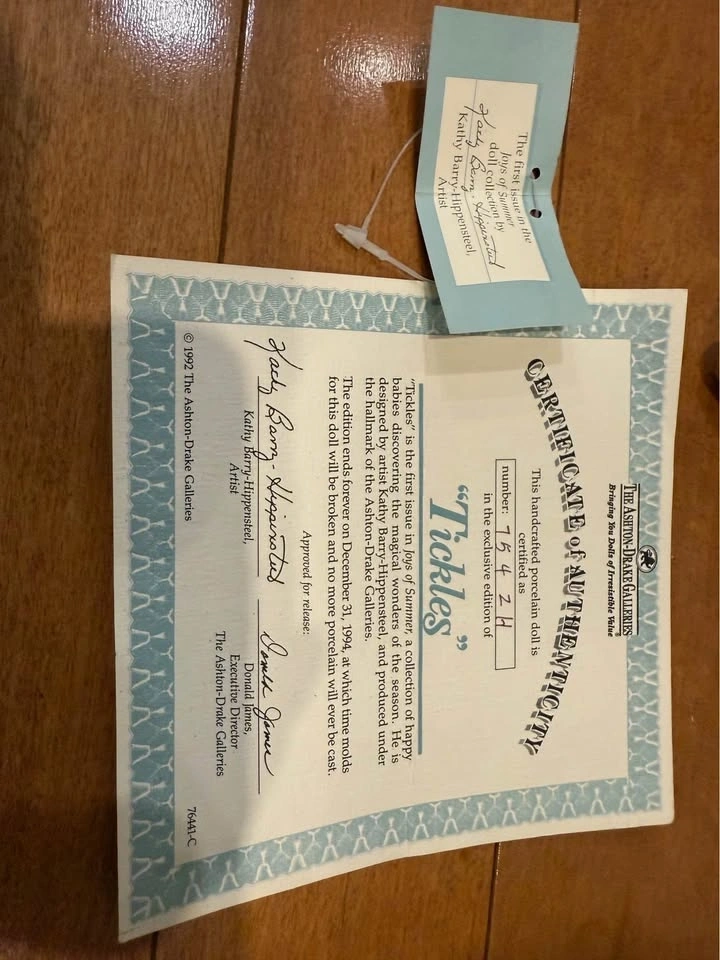 The first issue in the
Joys of Summer
doll collection by
Kathy Barry-Hippensteel
Kathy Barry-Hippensteel,
Artist
THE ASHTON-DRAKE GALLERIES®
Bringing You Dolls of Irresistible Value
CERTIFICATE of AUTHENTICITY
This handcrafted porcelain doll is
certified as
number: 7542H
in the exclusive edition of
“Tickles”
"Tickles" is the first issue in Joys of Summer, a collection of happy
babies discovering the magical wonders of the season. He is
designed by artist Kathy Barry-Hippensteel, and produced under
the hallmark of the Ashton-Drake Galleries.
The edition ends forever on December 31, 1994, at which time molds
for this doll will be broken and no more porcelain will ever be cast.
Approved for release:
Kathy Barry-Hippensteel
Donald James
Kathy Barry-Hippensteel,
Artist
Donald James,
Executive Director
The Ashton-Drake Galleries
© 1992 The Ashton-Drake Galleries
76441-C